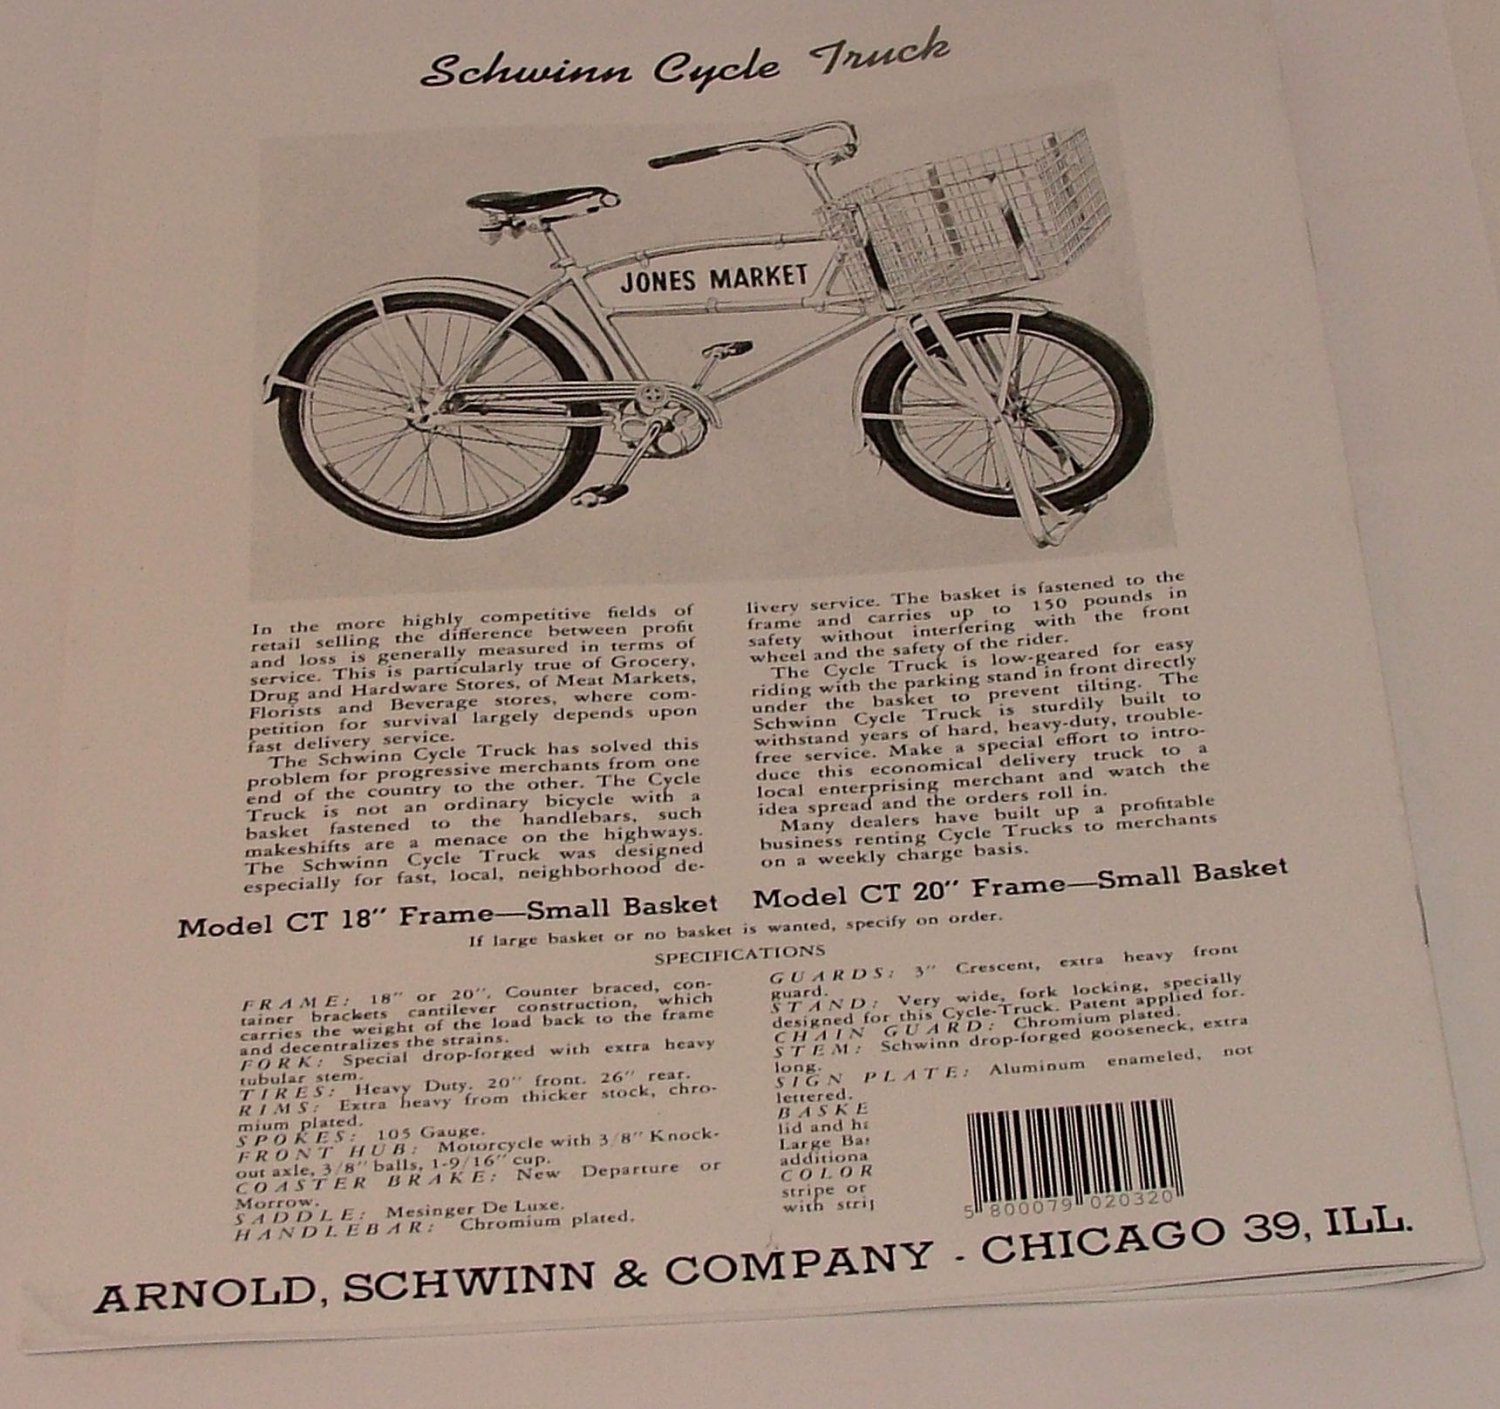 Schwinn Cycle Truck
JONES MARKET
In the more highly competitive fields of
retail selling the difference between profit
and loss is generally measured in terms of
service. This is particularly true of Grocery,
Drug and Hardware Stores, of Meat Markets,
Florists and Beverage stores, where com-
petition for survival largely depends upon
fast delivery service.
The Schwinn Cycle Truck has solved this
problem for progressive merchants from one
end of the country to the other. The Cycle
Truck is not an ordinary bicycle with a
basket fastened to the handlebars, such
makeshifts are a menace on the highways.
The Schwinn Cycle Truck was designed
especially for fast, local, neighborhood de-
livery service. The basket is fastened to the
frame and carries up to 150 pounds in
safety without interfering with the front
wheel and the safety of the rider.
The Cycle Truck is low-geared for easy
riding with the parking stand in front directly
under the basket to prevent tilting. The
Schwinn Cycle Truck is sturdily built to
withstand years of hard, heavy-duty, trouble-
free service. Make a special effort to intro-
duce this economical delivery truck to a
local enterprising merchant and watch the
idea spread and the orders roll in.
Many dealers have built up a profitable
business renting Cycle Trucks to merchants
on a weekly charge basis.
Model CT 18" Frame—Small Basket
Model CT 20" Frame—Small Basket
If large basket or no basket is wanted, specify on order.
SPECIFICATIONS
FRAME: 18" or 20". Counter braced, con-
tainer brackets cantilever construction, which
carries the weight of the load back to the frame
and decentralizes the strains.
FORK: Special drop-forged with extra heavy
tubular stem.
TIRES: Heavy Duty. 20" front. 26" rear.
RIMS: Extra heavy from thicker stock, chro-
mium plated.
SPOKES: 105 Gauge.
FRONT HUB: Motorcycle with 3/8" Knock-
out axle, 3/8" balls, 1-9/16" cup.
COASTER BRAKE: New Departure or
Morrow.
SADDLE: Mesinger De Luxe.
HANDLEBAR: Chromium plated.
GUARDS: 3" Crescent, extra heavy front
guard.
STAND: Very wide, fork locking, specially
designed for this Cycle-Truck. Patent applied for.
CHAIN GUARD: Chromium plated.
STEM: Schwinn drop-forged gooseneck, extra
long.
SIGN PLATE: Aluminum enameled, not
lettered.
BASKE
lid and ha
Large Bas
additiona
COLOR
stripe or
with strip
5 800079 020320
ARNOLD, SCHWINN & COMPANY - CHICAGO 39, ILL.